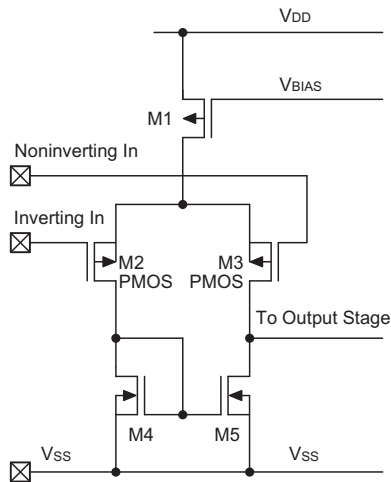 VDD
VBIAS
M1
Noninverting In
Inverting In
M2
PMOS
M3
PMOS
To Output Stage
M4
M5
VSS
VSS